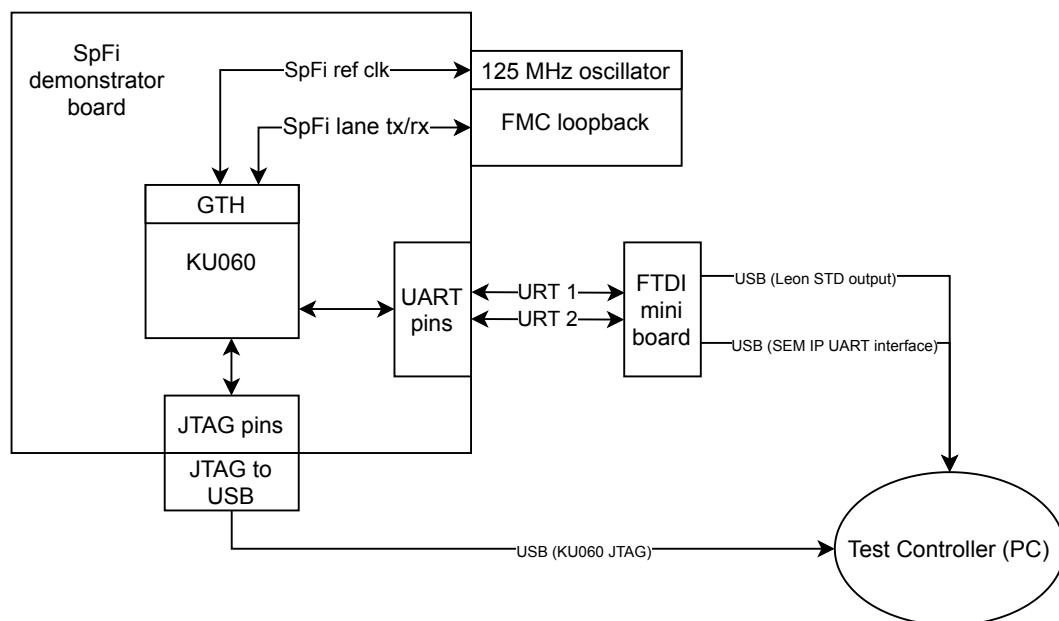 SpFi
demonstrator
board
SpFi ref clk
125 MHz oscillator
SpFi lane tx/rx
FMC loopback
GTH
KU060
UART
pins
URT 1
URT 2
FTDI
mini
board
USB (Leon STD output)
USB (SEM IP UART interface)
JTAG pins
JTAG to
USB
USB (KU060 JTAG)
Test Controller (PC)